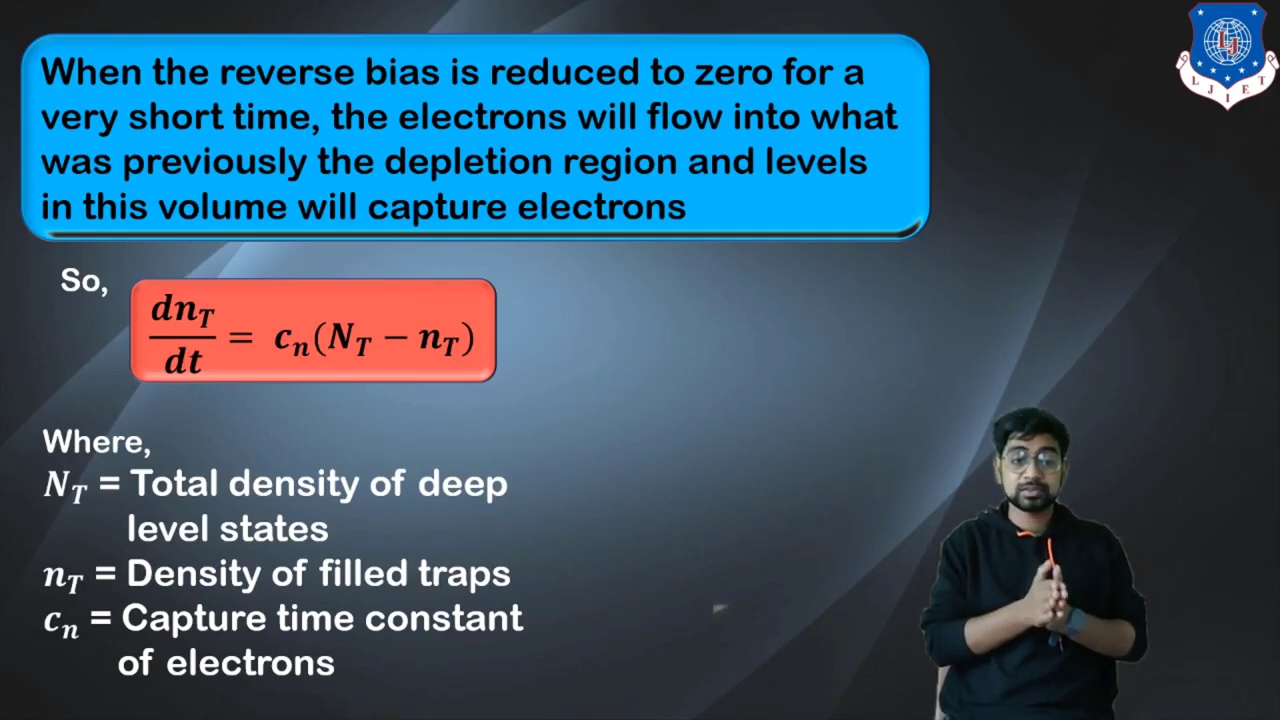 When the reverse bias is reduced to zero for a
very short time, the electrons will flow into what
was previously the depletion region and levels
in this volume will capture electrons
So,
dn_T/dt = c_n(N_T − n_T)
Where,
N_T = Total density of deep
level states
n_T = Density of filled traps
c_n = Capture time constant
of electrons
LJ
L J I E T